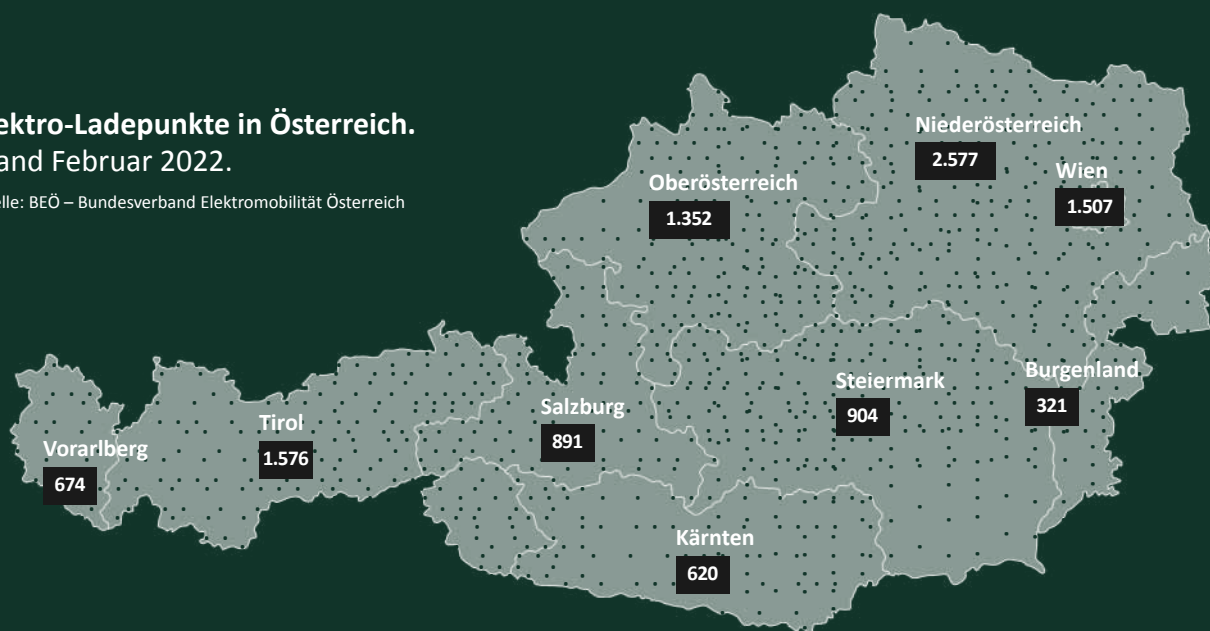 ektro-Ladepunkte in Österreich.
and Februar 2022.
elle: BEÖ – Bundesverband Elektromobilität Österreich
Niederösterreich
2.577
Wien
1.507
Oberösterreich
1.352
Burgenland
321
Steiermark
904
Salzburg
891
Tirol
1.576
Vorarlberg
674
Kärnten
620